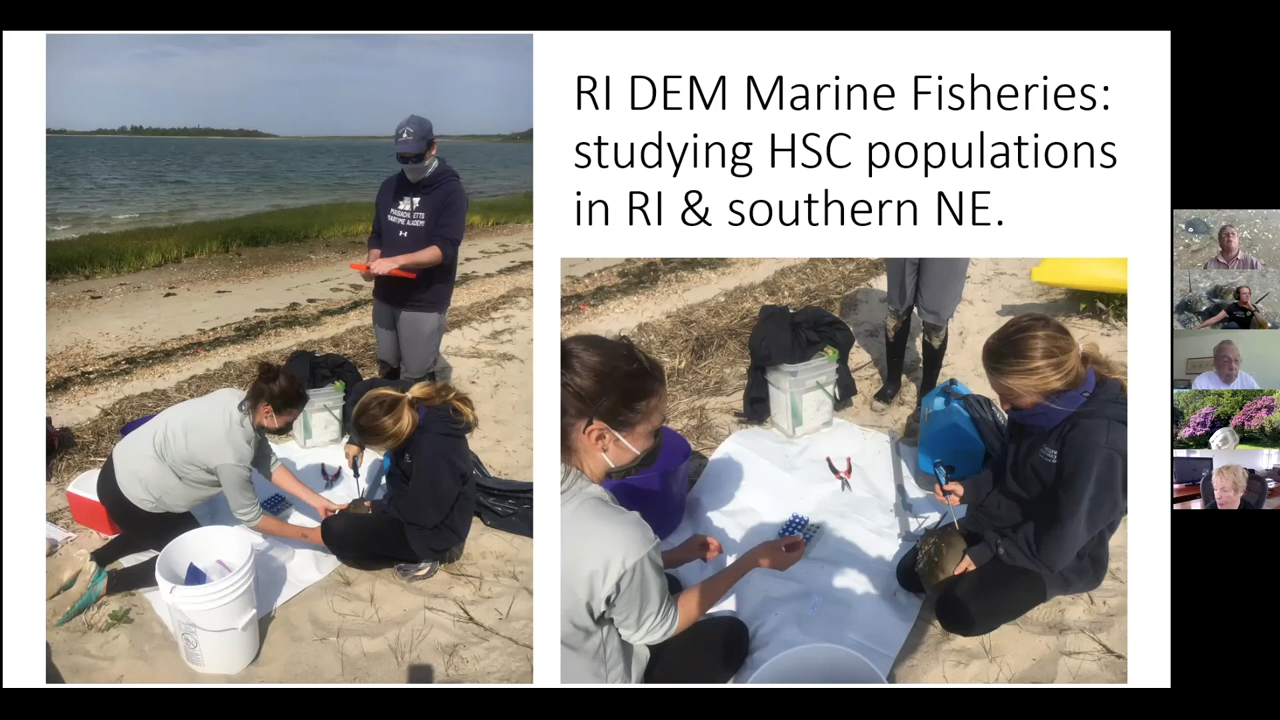 RI DEM Marine Fisheries:
studying HSC populations
in RI & southern NE.
MASSACHUSETTS
MARITIME ACADEMY